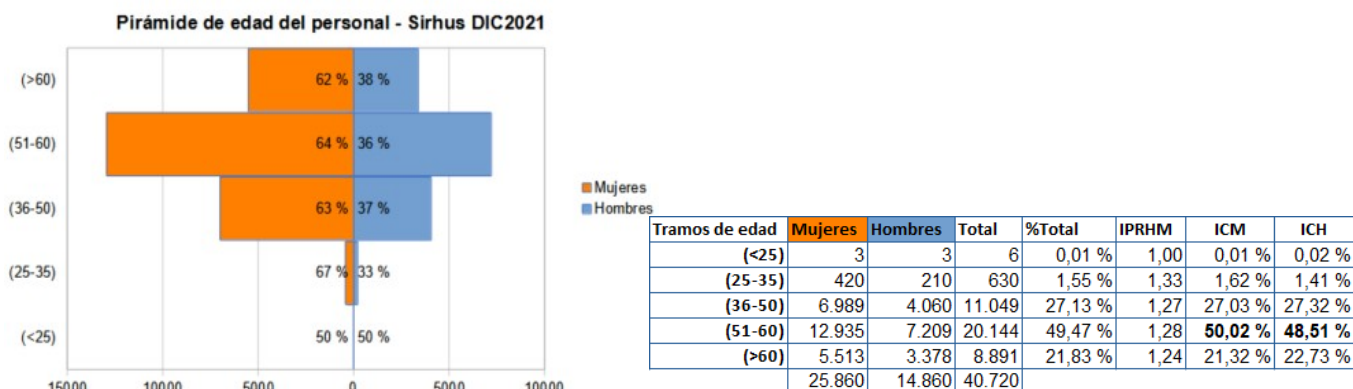 Pirámide de edad del personal - Sirhus DIC2021
(>60) 62 % 38 %
(51-60) 64 % 36 %
(36-50) 63 % 37 %
(25-35) 67 % 33 %
(<25) 50 % 50 %
15000 10000 5000 0 5000 10000
Mujeres
Hombres
Tramos de edad Mujeres Hombres Total %Total IPRHM ICM ICH
(<25) 3 3 6 0,01 % 1,00 0,01 % 0,02 %
(25-35) 420 210 630 1,55 % 1,33 1,62 % 1,41 %
(36-50) 6.989 4.060 11.049 27,13 % 1,27 27,03 % 27,32 %
(51-60) 12.935 7.209 20.144 49,47 % 1,28 50,02 % 48,51 %
(>60) 5.513 3.378 8.891 21,83 % 1,24 21,32 % 22,73 %
25.860 14.860 40.720